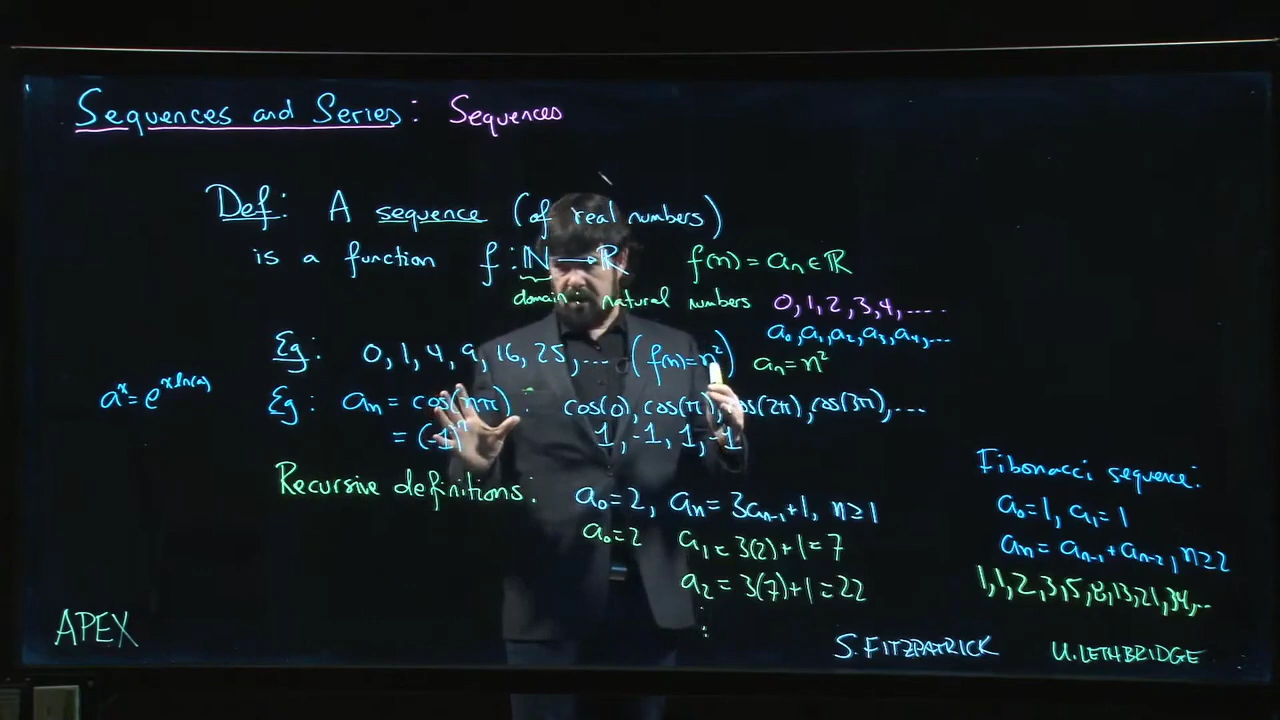 Sequences and Series: Sequences
Def: A sequence (of real numbers)
is a function f: ℕ → ℝ f(n) = aₙ ∈ ℝ
domain: natural numbers 0, 1, 2, 3, 4, ....
a₀, a₁, a₂, a₃, a₄, ...
Eg: 0, 1, 4, 9, 16, 25, ... (f(n) = n²) aₙ = n²
aˣ = e^(x ln(a))
Eg: aₙ = cos(nπ) : cos(0), cos(π), cos(2π), cos(3π), ...
= (-1)ⁿ 1, -1, 1, -1
Recursive definitions: a₀ = 2, aₙ = 3aₙ₋₁ + 1, n ≥ 1
a₀ = 2 a₁ = 3(2) + 1 = 7
a₂ = 3(7) + 1 = 22
⋮
Fibonacci sequence:
a₀ = 1, a₁ = 1
aₙ = aₙ₋₁ + aₙ₋₂, n ≥ 2
1, 1, 2, 3, 5, 8, 13, 21, 34, ...
APEX
S. FITZPATRICK U. LETHBRIDGE